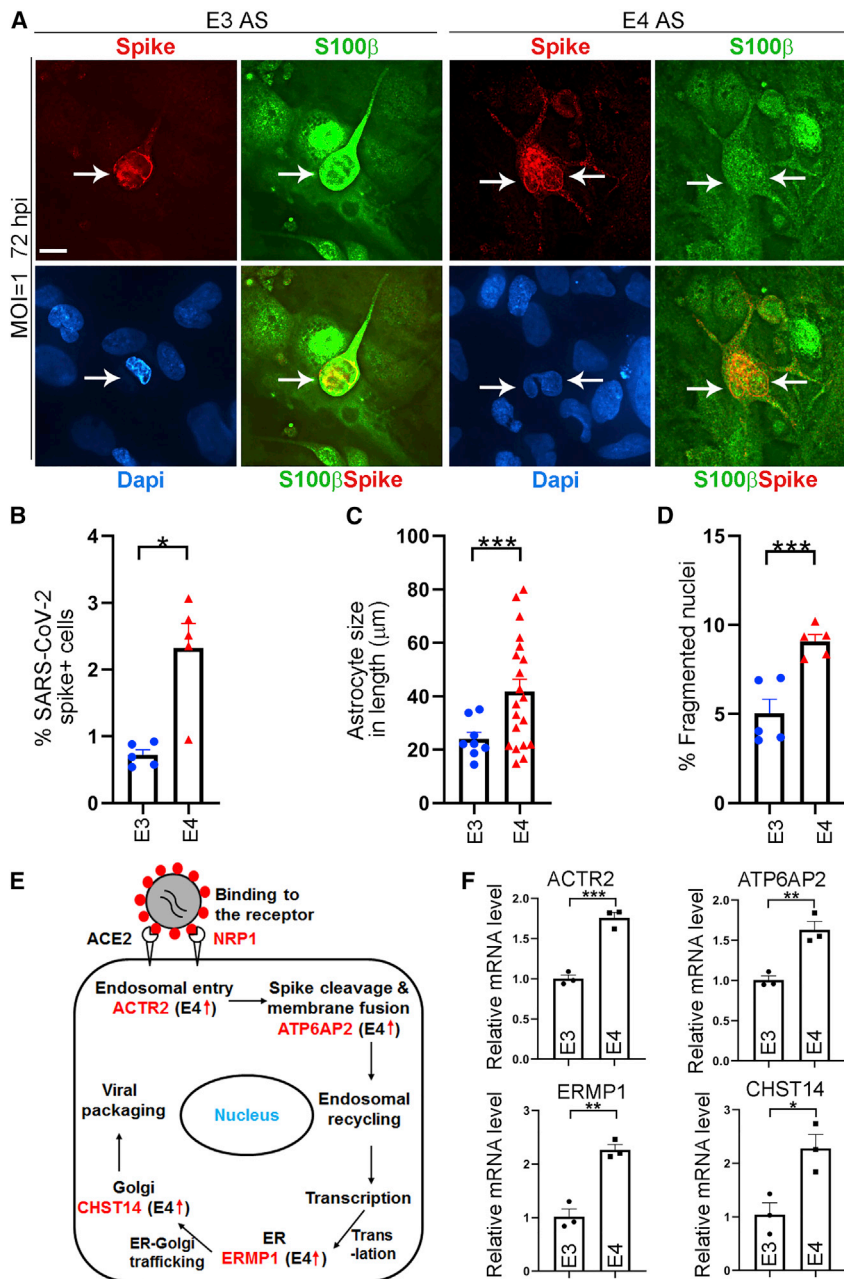 A
E3 AS
E4 AS
Spike
S100β
Spike
S100β
MOI=1 72 hpi
Dapi
S100βSpike
Dapi
S100βSpike
B
% SARS-CoV-2
spike+ cells
4
3
2
1
0
*
E3
E4
C
Astrocyte size
in length (μm)
100
80
60
40
20
0
***
E3
E4
D
% Fragmented nuclei
15
10
5
0
***
E3
E4
E
Binding to
the receptor
ACE2
NRP1
Endosomal entry
ACTR2 (E4↑)
Spike cleavage &
membrane fusion
ATP6AP2 (E4↑)
Endosomal
recycling
Transcription
Trans
-lation
ER
ERMP1 (E4↑)
ER-Golgi
trafficking
Golgi
CHST14 (E4↑)
Viral
packaging
Nucleus
F
ACTR2
Relative mRNA level
2.0
1.5
1.0
0.5
0.0
***
E3
E4
ATP6AP2
Relative mRNA level
2.0
1.5
1.0
0.5
0.0
**
E3
E4
ERMP1
Relative mRNA level
3
2
1
0
**
E3
E4
CHST14
Relative mRNA level
4
3
2
1
0
*
E3
E4